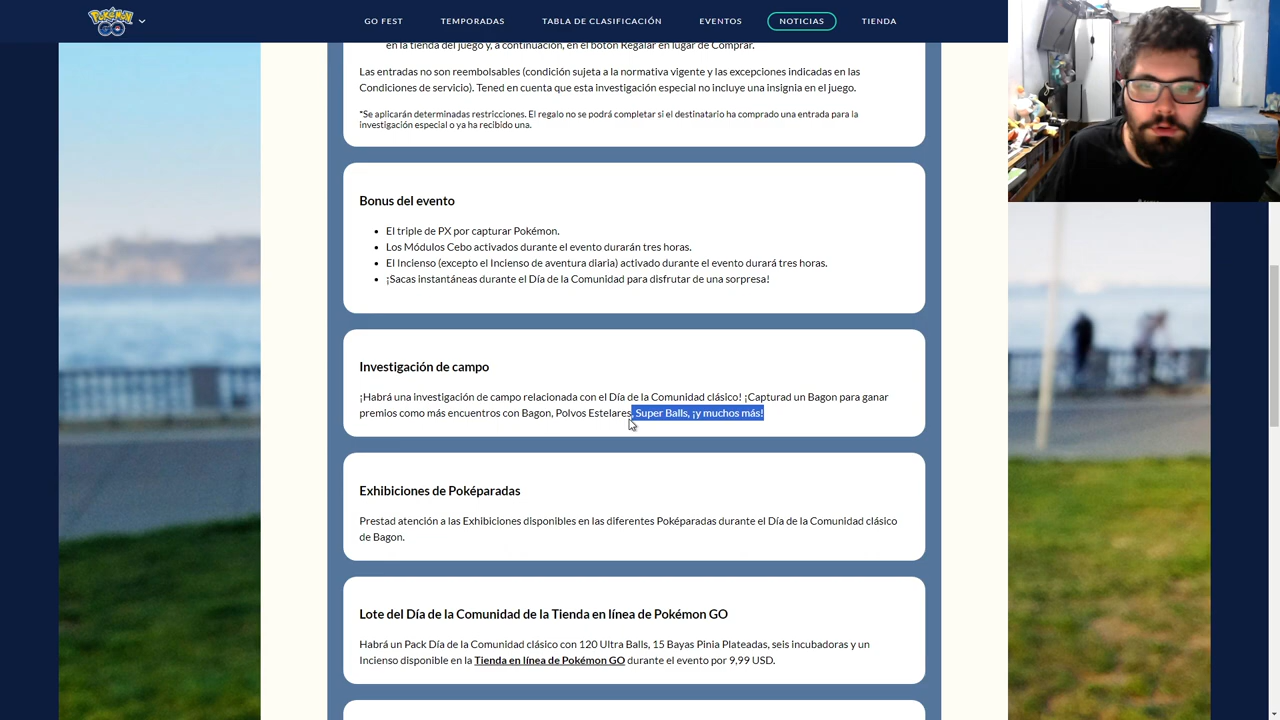 POKÉMON
GO
GO FEST
TEMPORADAS
TABLA DE CLASIFICACIÓN
EVENTOS
NOTICIAS
TIENDA
en la tienda del juego y, a continuación, en el botón Regalar en lugar de Comprar.
Las entradas no son reembolsables (condición sujeta a la normativa vigente y las excepciones indicadas en las
Condiciones de servicio). Tened en cuenta que esta investigación especial no incluye una insignia en el juego.
*Se aplicarán determinadas restricciones. El regalo no se podrá completar si el destinatario ha comprado una entrada para la
investigación especial o ya ha recibido una.
Bonus del evento
• El triple de PX por capturar Pokémon.
• Los Módulos Cebo activados durante el evento durarán tres horas.
• El Incienso (excepto el Incienso de aventura diaria) activado durante el evento durará tres horas.
• ¡Sacas instantáneas durante el Día de la Comunidad para disfrutar de una sorpresa!
Investigación de campo
¡Habrá una investigación de campo relacionada con el Día de la Comunidad clásico! ¡Capturad un Bagon para ganar
premios como más encuentros con Bagon, Polvos Estelares, Super Balls, ¡y muchos más!
Exhibiciones de Poképaradas
Prestad atención a las Exhibiciones disponibles en las diferentes Poképaradas durante el Día de la Comunidad clásico
de Bagon.
Lote del Día de la Comunidad de la Tienda en línea de Pokémon GO
Habrá un Pack Día de la Comunidad clásico con 120 Ultra Balls, 15 Bayas Pinia Plateadas, seis incubadoras y un
Incienso disponible en la Tienda en línea de Pokémon GO durante el evento por 9,99 USD.